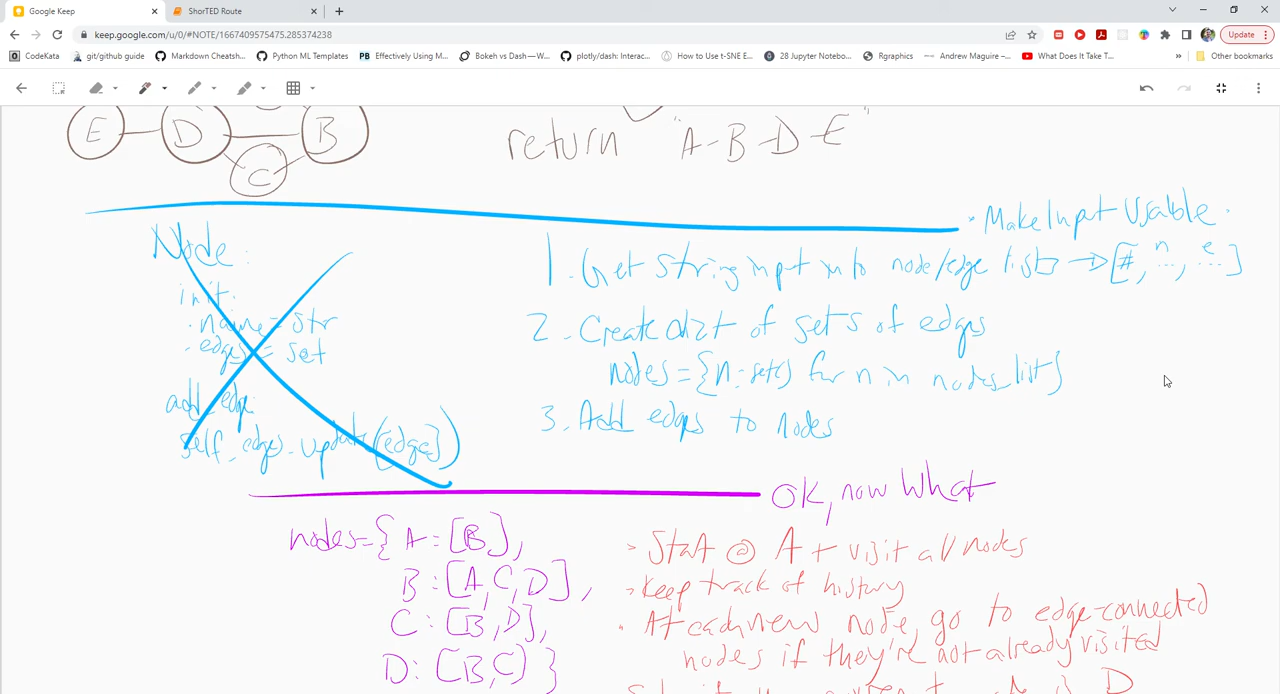 Google Keep
ShorTED Route
keep.google.com/u/0/#NOTE/1667409575475.285374238
Update
CodeKata
git/github guide
Markdown Cheatsh...
Python ML Templates
PB Effectively Using M...
Bokeh vs Dash — W...
plotly/dash: Interac...
How to Use t-SNE E...
28 Jupyter Notebo...
Rgraphics
Andrew Maguire –...
What Does It Take T...
Other bookmarks
E D B
C
return "A-B-D-E"
Node:
init:
• name = str
• edges = set
add_edge:
self.edges.update(edge)
• Make Input Usable
1. Get string input into node/edge lists → [#, n..., e...]
2. Create dict of sets of edges
nodes = {n: set() for n in nodes_list}
3. Add edges to nodes
OK, now what
nodes={ A: [B],
B: [A,C,D],
C: [B,D],
D: [B,C] }
Start @ A + visit all nodes
Keep track of history
At each new node, go to edge-connected
nodes if they're not already visited
D